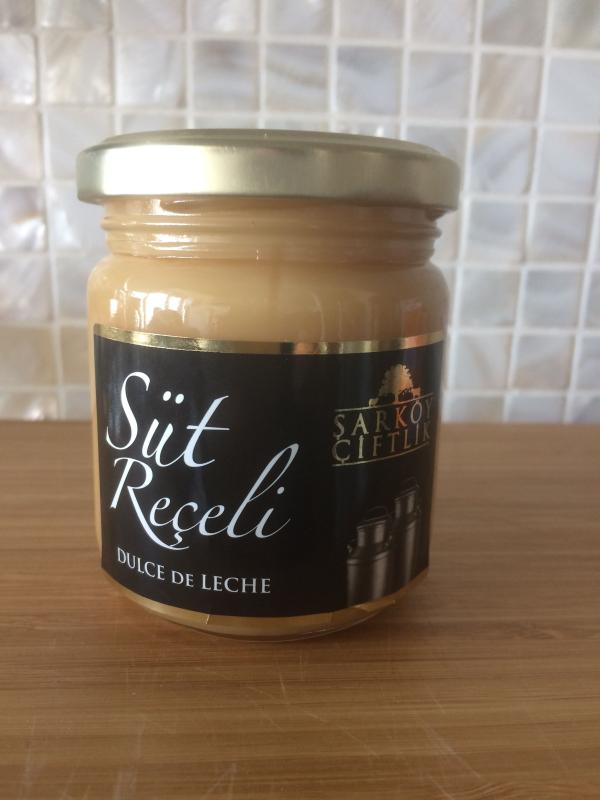 Süt
Reçeli
DULCE DE LECHE
ŞARKÖY
ÇİFTLİK